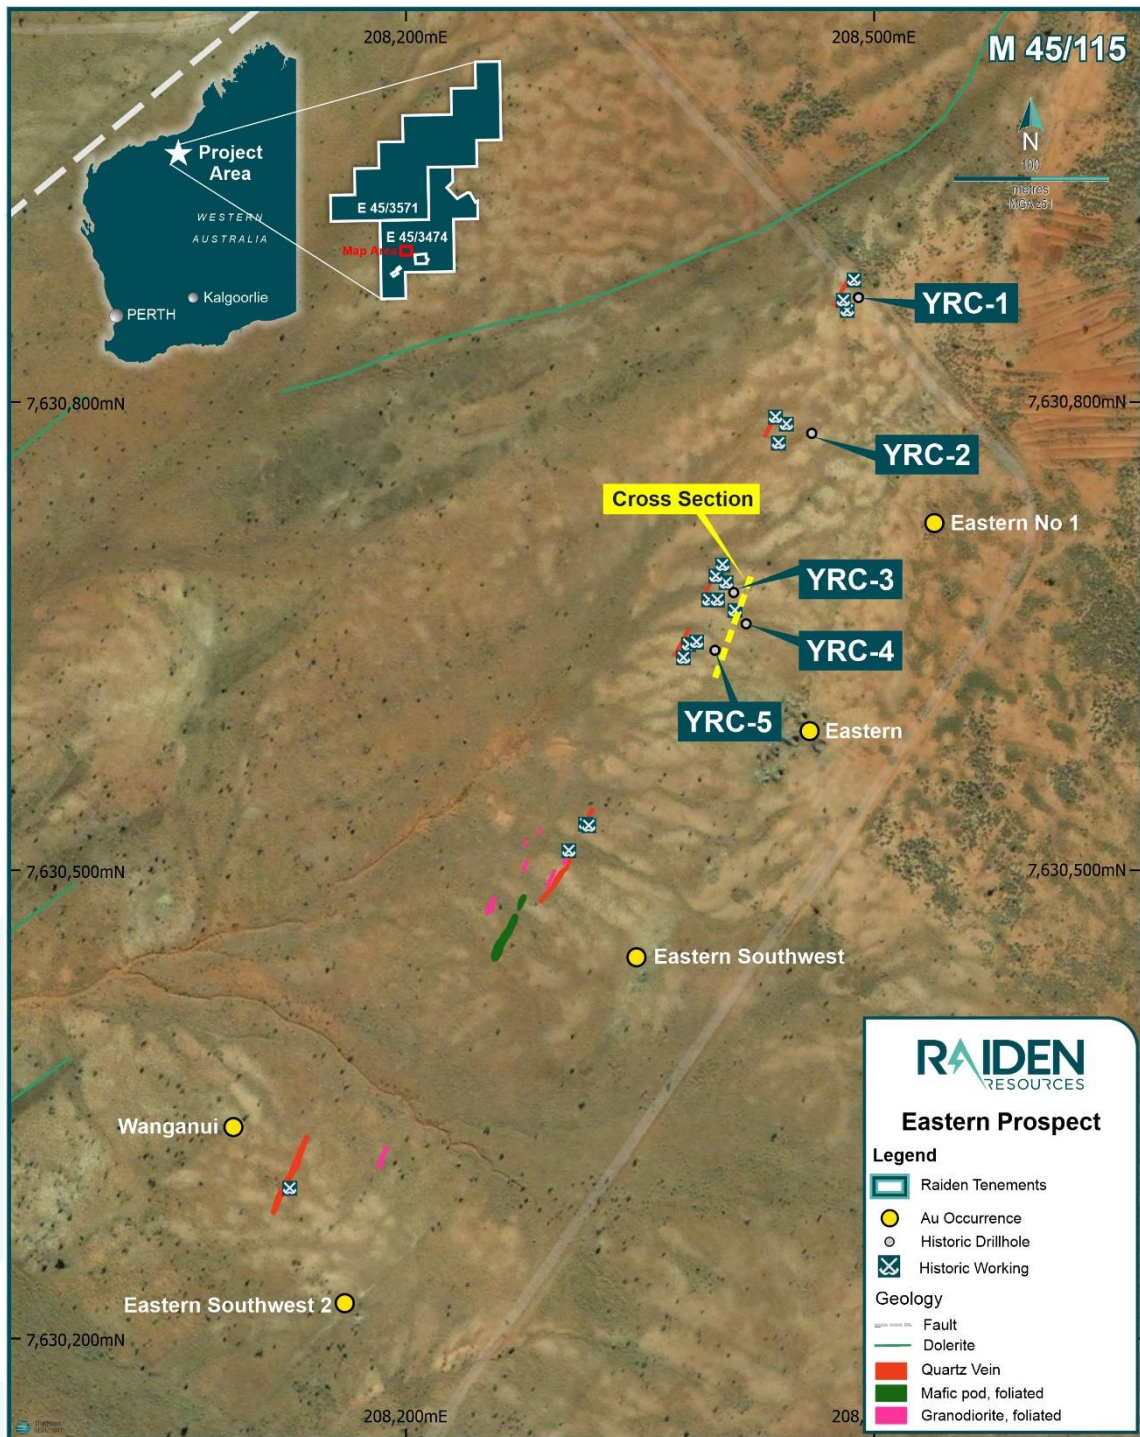 208,200mE
208,500mE
M 45/115
N
100
metres
Project
Area
WESTERN
AUSTRALIA
Kalgoorlie
PERTH
E 45/3571
E 45/3474
Map Area
YRC-1
7,630,800mN
7,630,800mN
YRC-2
Cross Section
Eastern No 1
YRC-3
YRC-4
YRC-5
Eastern
7,630,500mN
7,630,500mN
Eastern Southwest
Wanganui
Eastern Southwest 2
7,630,200mN
208,200mE
RAIDEN
RESOURCES
Eastern Prospect
Legend
Raiden Tenements
Au Occurrence
Historic Drillhole
Historic Working
Geology
Fault
Dolerite
Quartz Vein
Mafic pod, foliated
Granodiorite, foliated